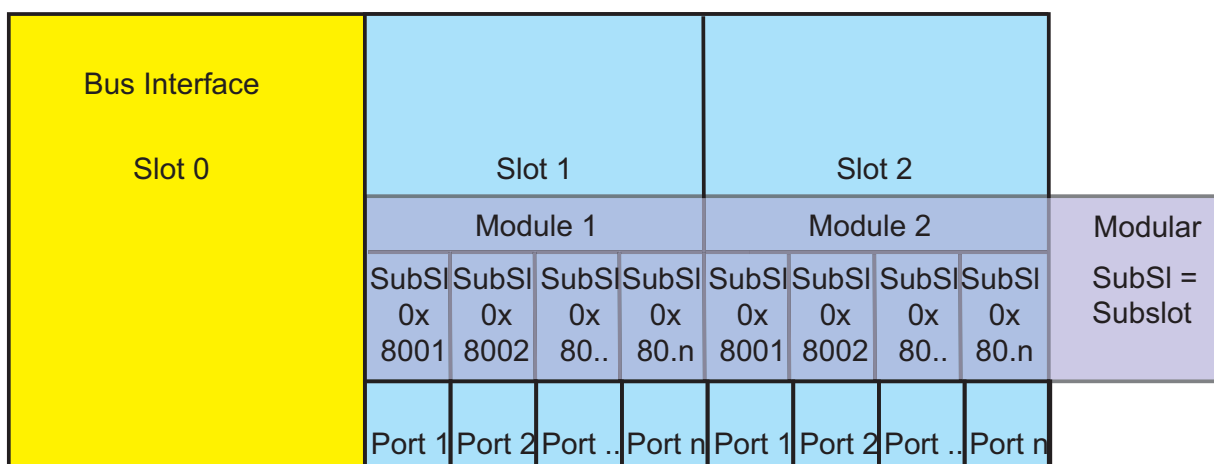 Bus Interface
Slot 0 Slot 1 Slot 2
Module 1 Module 2 Modular
SubSl SubSl SubSl SubSl SubSl SubSl SubSl SubSl SubSl =
0x 0x 0x 0x 0x 0x 0x 0x Subslot
8001 8002 80.. 80.n 8001 8002 80.. 80.n
Port 1 Port 2 Port .. Port n Port 1 Port 2 Port .. Port n